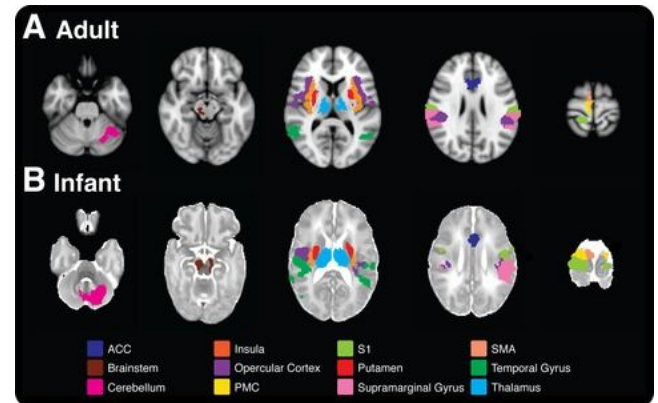 A Adult
B Infant
ACC Insula S1 SMA
Brainstem Opercular Cortex Putamen Temporal Gyrus
Cerebellum PMC Supramarginal Gyrus Thalamus